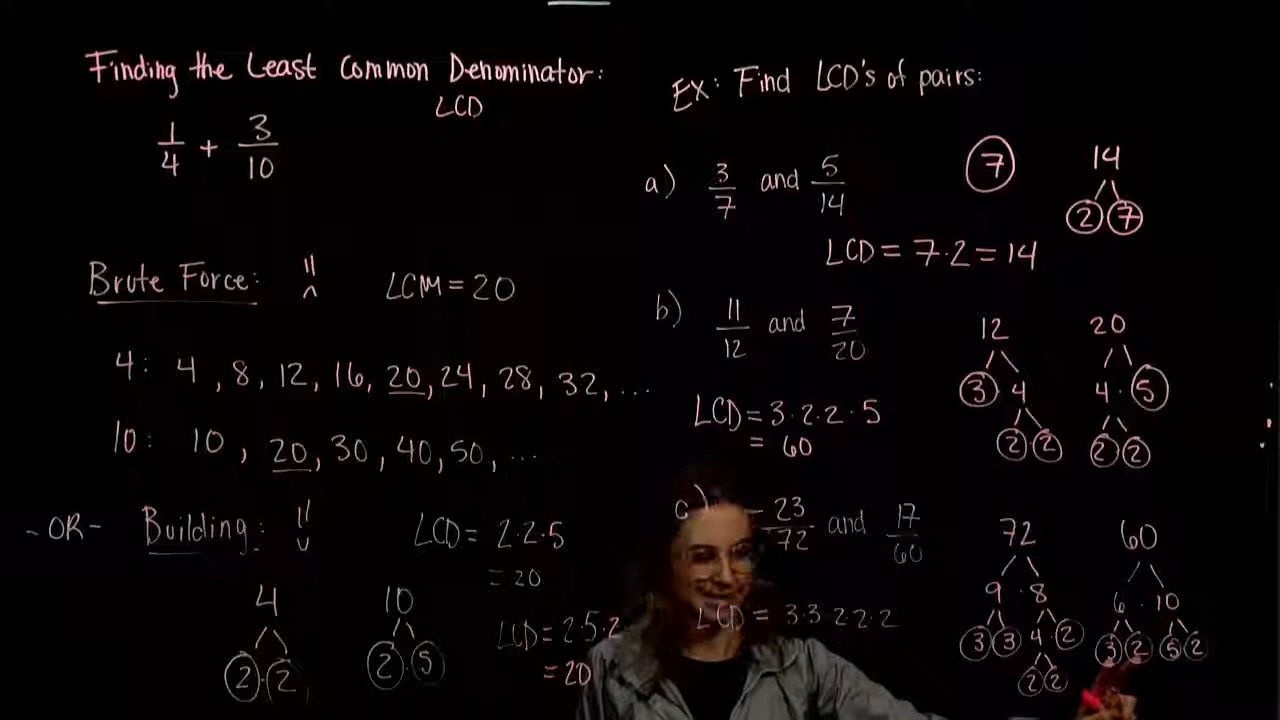 Finding the Least Common Denominator:
LCD
1/4 + 3/10
Brute Force:
LCM = 20
4: 4, 8, 12, 16, 20, 24, 28, 32, ...
10: 10, 20, 30, 40, 50, ...
-OR- Building:
LCD = 2·2·5
= 20
4
2·2
10
2·5
LCD = 2·5·2
= 20
EX: Find LCD's of pairs:
a) 3/7 and 5/14
7
14
2 7
LCD = 7·2 = 14
b) 11/12 and 7/20
12
3·4
2 2
20
4·5
2 2
LCD = 3·2·2·5
= 60
c) -23/72 and 17/60
72
9·8
3 3 4 2
2 2
60
6·10
3 2 5 2
LCD = 3·3·2·2·2